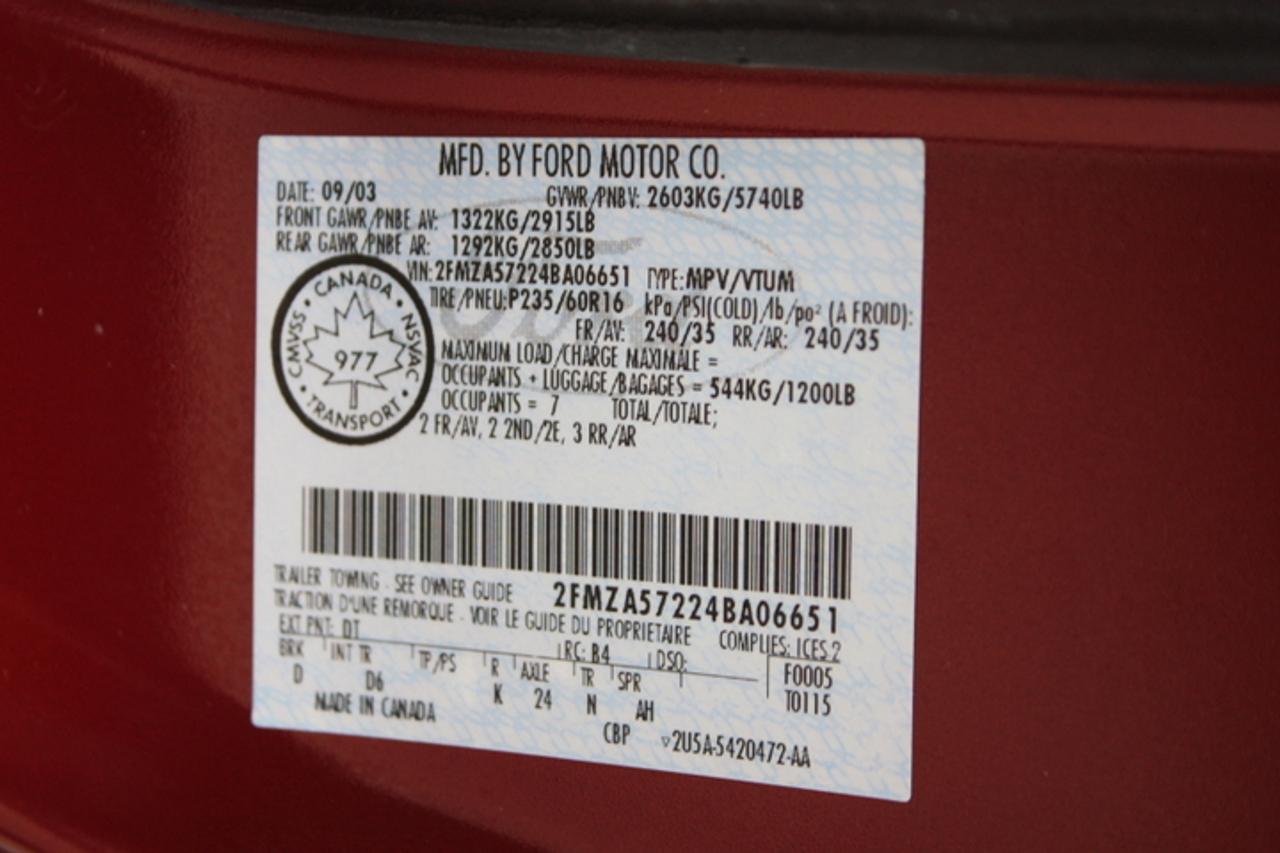 MFD. BY FORD MOTOR CO.
DATE: 09/03 GVWR/PNBV: 2603KG/5740LB
FRONT GAWR/PNBE AV: 1322KG/2915LB
REAR GAWR/PNBE AR: 1292KG/2850LB
VIN: 2FMZA57224BA06651 TYPE: MPV/VTUM
TIRE/PNEU: P235/60R16 kPa/PSI(COLD)/lb/po² (A FROID):
FR/AV: 240/35 RR/AR: 240/35
MAXIMUM LOAD/CHARGE MAXIMALE =
OCCUPANTS + LUGGAGE/BAGAGES = 544KG/1200LB
OCCUPANTS = 7 TOTAL/TOTALE;
2 FR/AV, 2 2ND/2E, 3 RR/AR
CANADA
CMVSS 977 NSVAC
TRANSPORT
TRAILER TOWING - SEE OWNER GUIDE 2FMZA57224BA06651
TRACTION D'UNE REMORQUE - VOIR LE GUIDE DU PROPRIETAIRE COMPLIES: ICES 2
EXT PNT: DT RC: B4 DSO: F0005
BRK INT TR TP/PS R AXLE TR SPR T0115
D D6 K 24 N AH
MADE IN CANADA
CBP ▿2U5A-5420472-AA
Ford